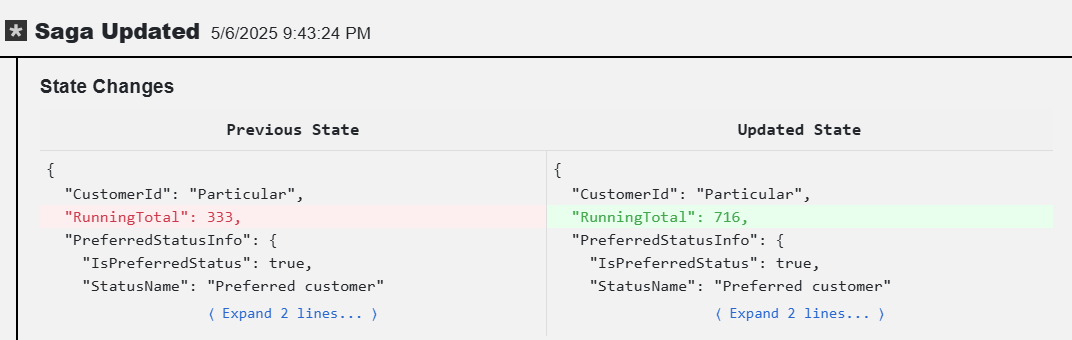 Saga Updated 5/6/2025 9:43:24 PM
State Changes
Previous State Updated State
{ {
"CustomerId": "Particular", "CustomerId": "Particular",
"RunningTotal": 333, "RunningTotal": 716,
"PreferredStatusInfo": { "PreferredStatusInfo": {
"IsPreferredStatus": true, "IsPreferredStatus": true,
"StatusName": "Preferred customer" "StatusName": "Preferred customer"
⟨ Expand 2 lines... ⟩ ⟨ Expand 2 lines... ⟩